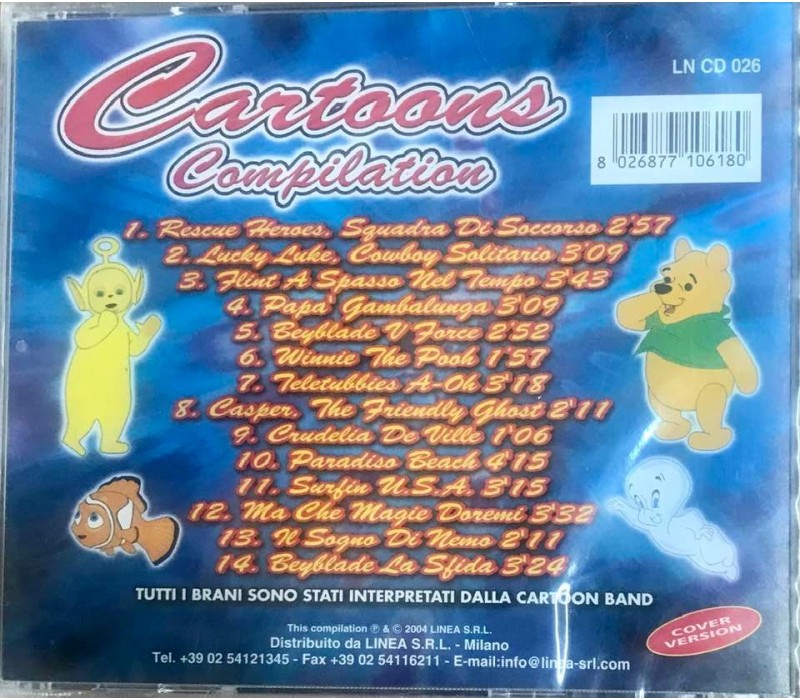 Cartoons
Compilation
LN CD 026
8 026877 106180
1. Rescue Heroes, Squadra Di Soccorso 2'57
2. Lucky Luke, Cowboy Solitario 3'09
3. Flint A Spasso Nel Tempo 3'43
4. Papa' Gambalunga 3'09
5. Beyblade V Force 2'52
6. Winnie The Pooh 1'57
7. Teletubbies A-Oh 3'18
8. Casper, The Friendly Ghost 2'11
9. Crudelia De Ville 1'06
10. Paradiso Beach 4'15
11. Surfin U.S.A. 3'15
12. Ma Che Magie Doremi 3'32
13. Il Sogno Di Nemo 2'11
14. Beyblade La Sfida 3'24
TUTTI I BRANI SONO STATI INTERPRETATI DALLA CARTOON BAND
This compilation ℗ & © 2004 LINEA S.R.L.
Distribuito da LINEA S.R.L. - Milano
Tel. +39 02 54121345 - Fax +39 02 54116211 - E-mail:info@linea-srl.com
COVER
VERSION